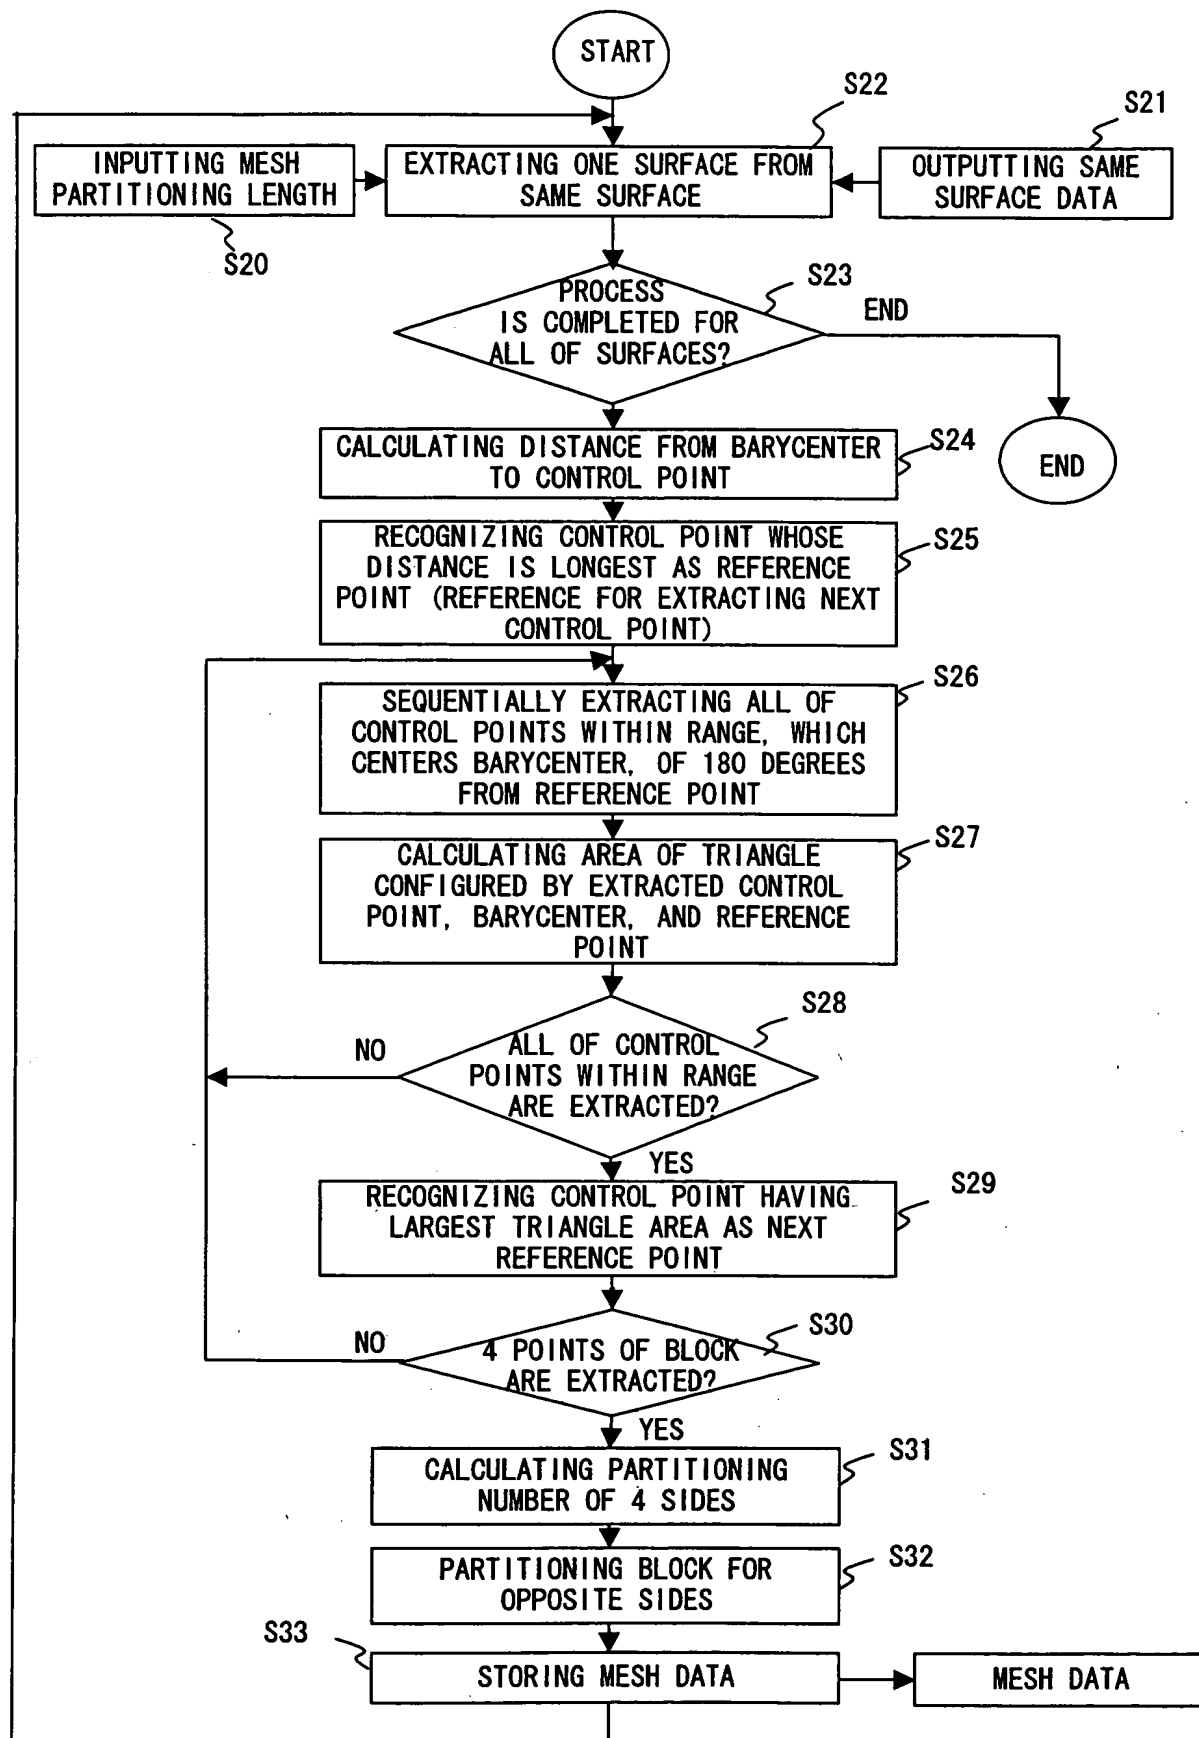 START
S22
S21
INPUTTING MESH
PARTITIONING LENGTH
EXTRACTING ONE SURFACE FROM
SAME SURFACE
OUTPUTTING SAME
SURFACE DATA
S20
S23
PROCESS
IS COMPLETED FOR
ALL OF SURFACES?
END
END
S24
CALCULATING DISTANCE FROM BARYCENTER
TO CONTROL POINT
S25
RECOGNIZING CONTROL POINT WHOSE
DISTANCE IS LONGEST AS REFERENCE
POINT (REFERENCE FOR EXTRACTING NEXT
CONTROL POINT)
S26
SEQUENTIALLY EXTRACTING ALL OF
CONTROL POINTS WITHIN RANGE, WHICH
CENTERS BARYCENTER, OF 180 DEGREES
FROM REFERENCE POINT
S27
CALCULATING AREA OF TRIANGLE
CONFIGURED BY EXTRACTED CONTROL
POINT, BARYCENTER, AND REFERENCE
POINT
S28
NO
ALL OF CONTROL
POINTS WITHIN RANGE
ARE EXTRACTED?
YES
S29
RECOGNIZING CONTROL POINT HAVING
LARGEST TRIANGLE AREA AS NEXT
REFERENCE POINT
S30
NO
4 POINTS OF BLOCK
ARE EXTRACTED?
YES
S31
CALCULATING PARTITIONING
NUMBER OF 4 SIDES
S32
PARTITIONING BLOCK FOR
OPPOSITE SIDES
S33
STORING MESH DATA
MESH DATA